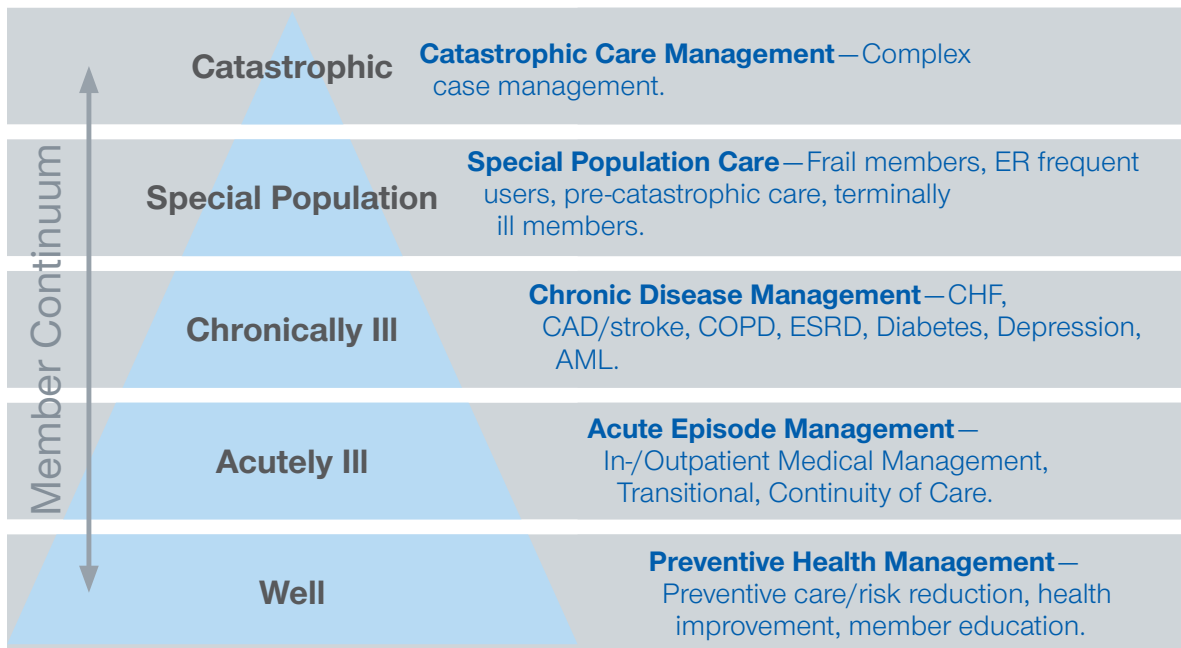 Member Continuum
Catastrophic
Catastrophic Care Management—Complex
case management.
Special Population
Special Population Care—Frail members, ER frequent
users, pre-catastrophic care, terminally
ill members.
Chronically Ill
Chronic Disease Management—CHF,
CAD/stroke, COPD, ESRD, Diabetes, Depression,
AML.
Acutely Ill
Acute Episode Management—
In-/Outpatient Medical Management,
Transitional, Continuity of Care.
Well
Preventive Health Management—
Preventive care/risk reduction, health
improvement, member education.